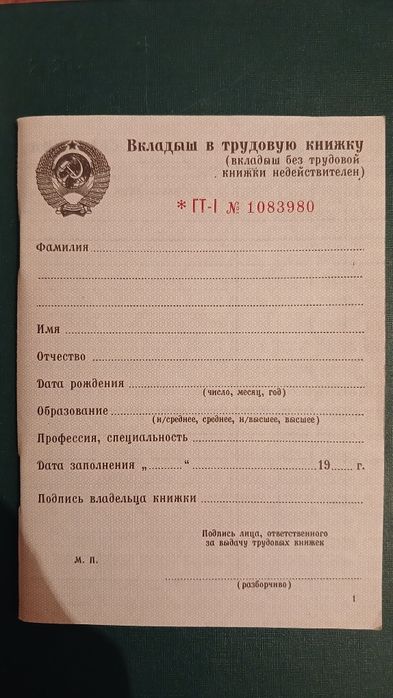 Вкладыш в трудовую книжку
(вкладыш без трудовой
книжки недействителен)
* ГТ-I № 1083980
Фамилия
Имя
Отчество
Дата рождения
(число, месяц, год)
Образование
(н/среднее, среднее, н/высшее, высшее)
Профессия, специальность
Дата заполнения „ “ 19 г.
Подпись владельца книжки
Подпись лица, ответственного
за выдачу трудовых книжек
М. П.
(разборчиво)
1